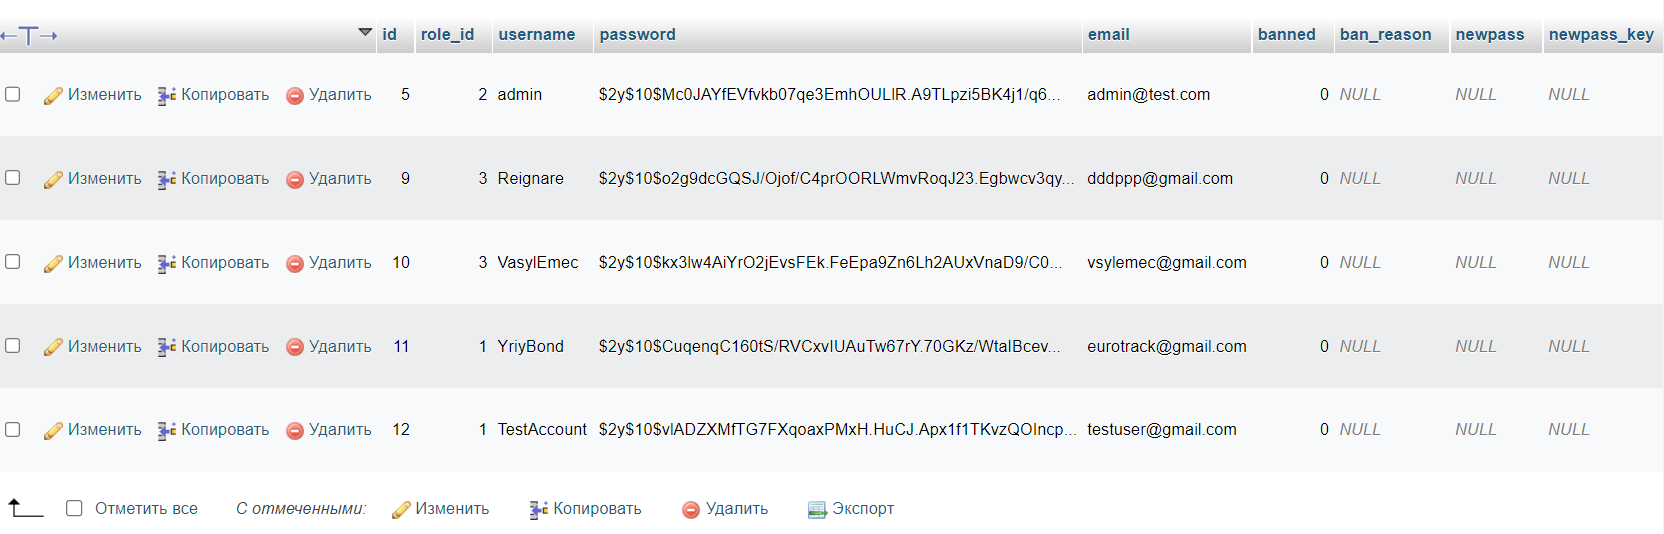 id role_id username password email banned ban_reason newpass newpass_key
Изменить Копировать Удалить 5 2 admin $2y$10$Mc0JAYfEVfvkb07qe3EmhOULlR.A9TLpzi5BK4j1/q6... admin@test.com 0 NULL NULL NULL
Изменить Копировать Удалить 9 3 Reignare $2y$10$o2g9dcGQSJ/Ojof/C4prOORLWmvRoqJ23.Egbwcv3qy... dddppp@gmail.com 0 NULL NULL NULL
Изменить Копировать Удалить 10 3 VasylEmec $2y$10$kx3lw4AiYrO2jEvsFEk.FeEpa9Zn6Lh2AUxVnaD9/C0... vsylemec@gmail.com 0 NULL NULL NULL
Изменить Копировать Удалить 11 1 YriyBond $2y$10$CuqenqC160tS/RVCxvIUAuTw67rY.70GKz/WtaIBcev... eurotrack@gmail.com 0 NULL NULL NULL
Изменить Копировать Удалить 12 1 TestAccount $2y$10$vlADZXMfTG7FXqoaxPMxH.HuCJ.Apx1f1TKvzQOIncp... testuser@gmail.com 0 NULL NULL NULL
Отметить все С отмеченными: Изменить Копировать Удалить Экспорт